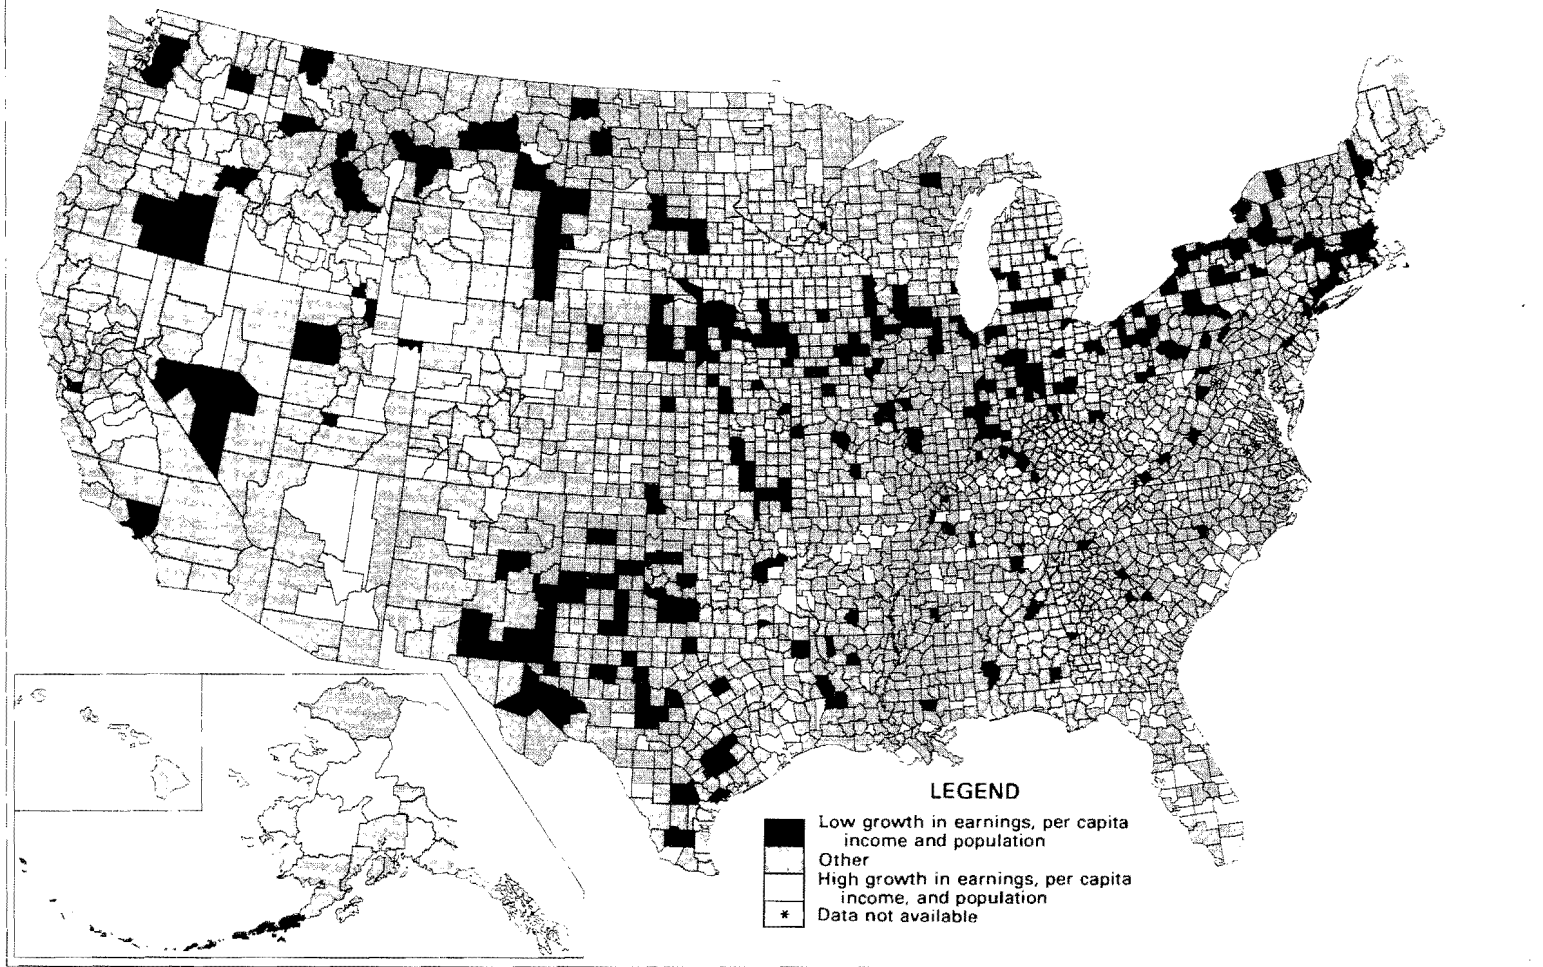 LEGEND
Low growth in earnings, per capita
income and population
Other
High growth in earnings, per capita
income, and population
* Data not available